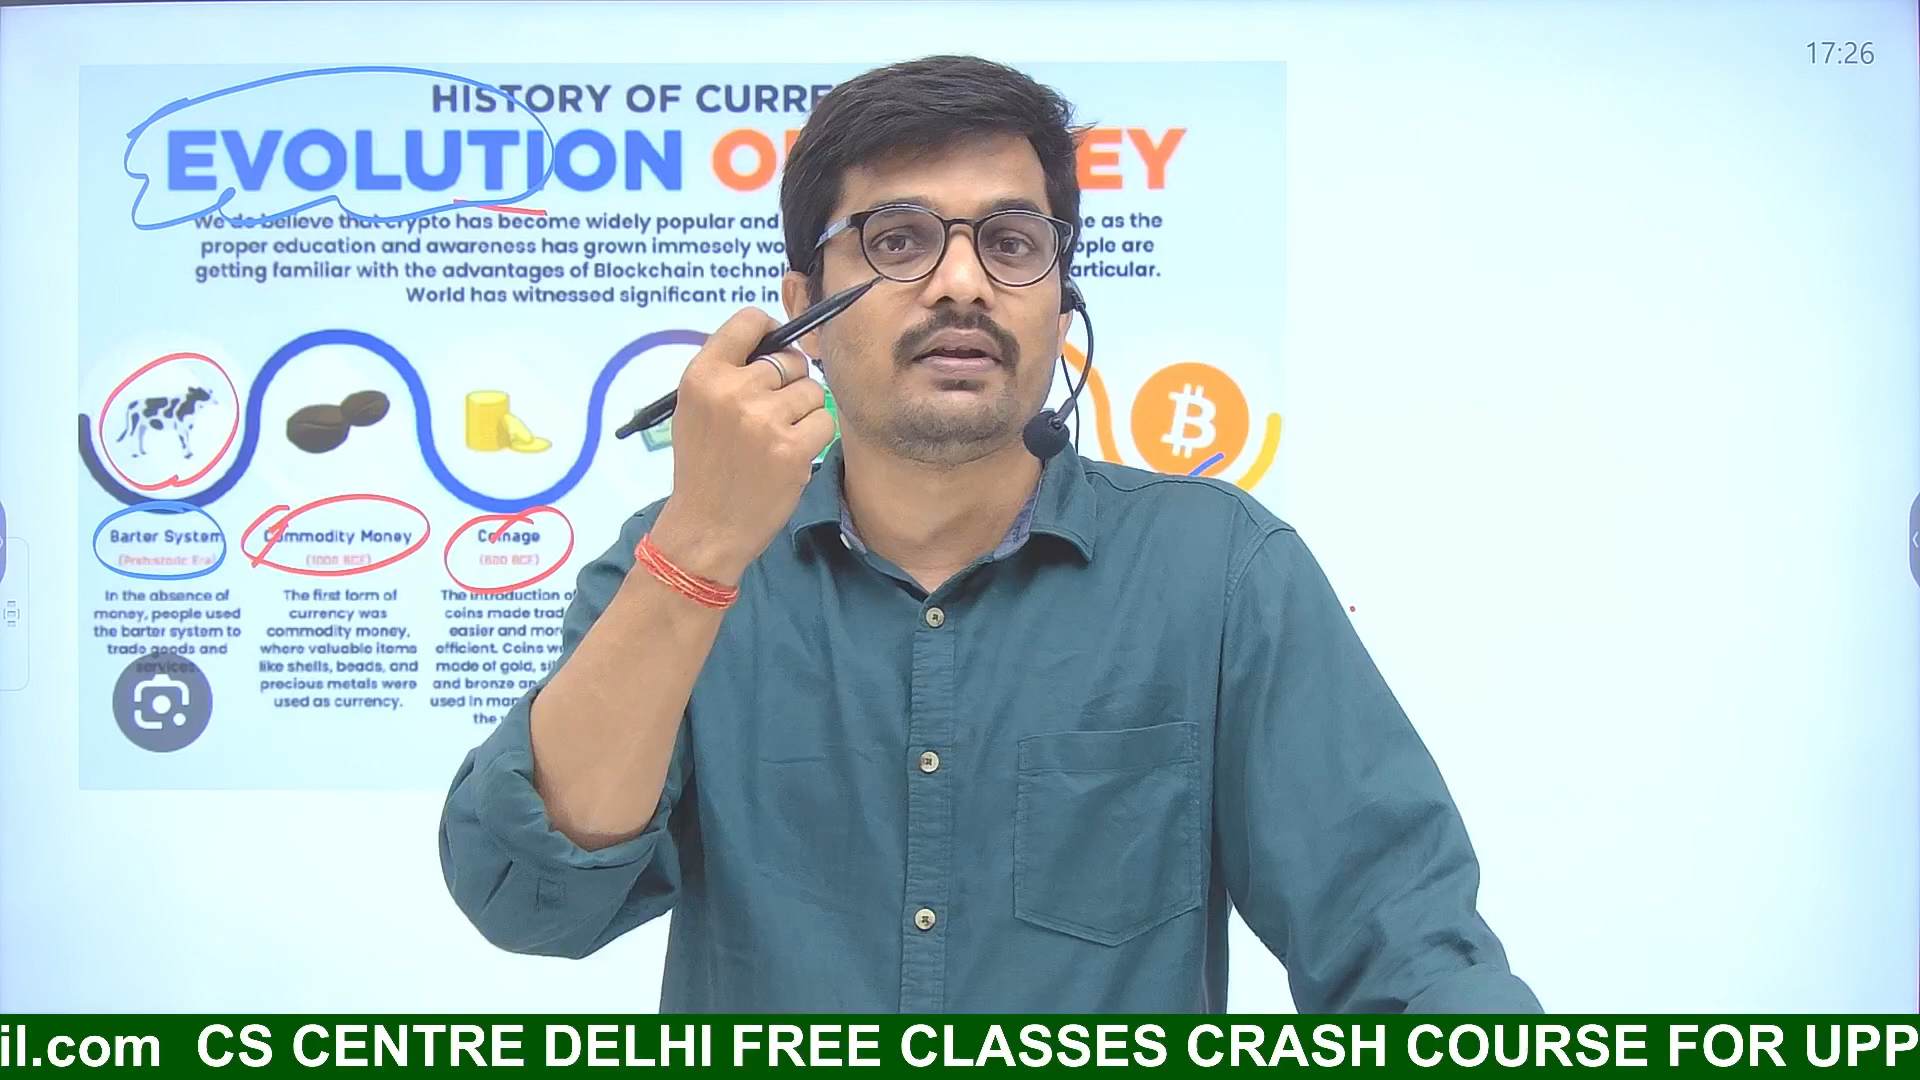 17:26
HISTORY OF CURRE
EVOLUTION O EY
We do believe that crypto has become widely popular and e as the
proper education and awareness has grown immesely wo ople are
getting familiar with the advantages of Blockchain technol articular.
World has witnessed significant rie in
Barter System
(Prehistoric Era)
In the absence of
money, people used
the barter system to
trade goods and
services.
Commodity Money
(1000 BCE)
The first form of
currency was
commodity money,
where valuable items
like shells, beads, and
precious metals were
used as currency.
Coinage
(600 BCE)
The introduction of
coins made trad
easier and mor
efficient. Coins w
made of gold, sil
and bronze an
used in man
the
il.com CS CENTRE DELHI FREE CLASSES CRASH COURSE FOR UPP